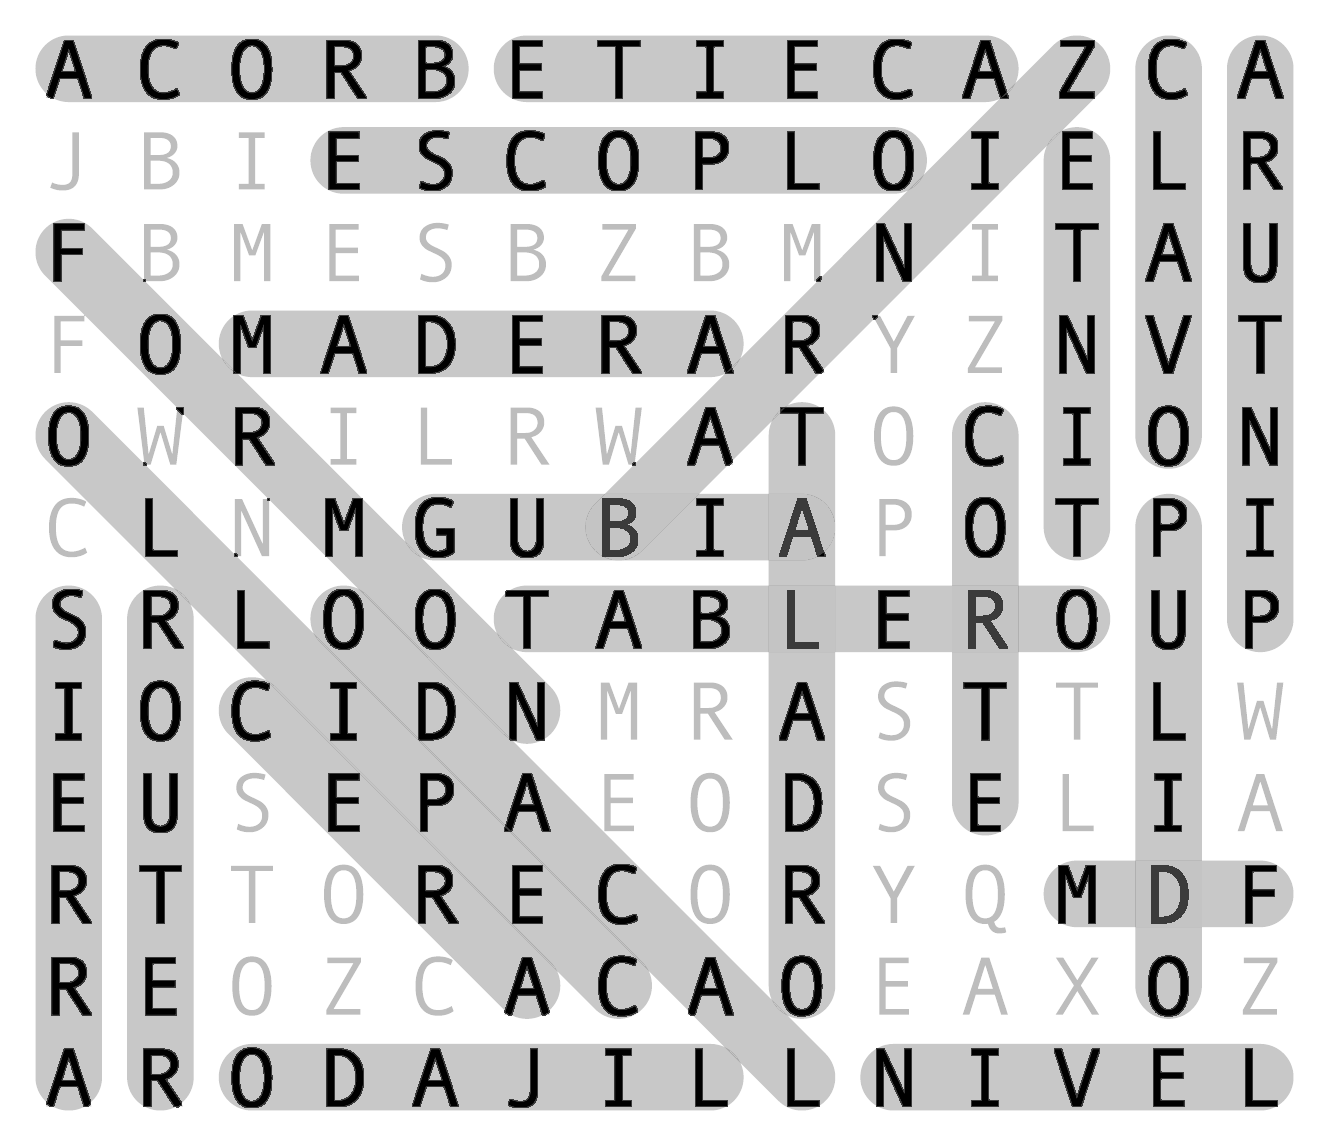 A C O R B E T I E C A Z C A
J B I E S C O P L O I E L R
F B M E S B Z B M N I T A U
F O M A D E R A R Y Z N V T
O W R I L R W A T O C I O N
C L N M G U B I A P O T P I
S R L O O T A B L E R O U P
I O C I D N M R A S T T L W
E U S E P A E O D S E L I A
R T T O R E C O R Y Q M D F
R E O Z C A C A O E A X O Z
A R O D A J I L L N I V E L